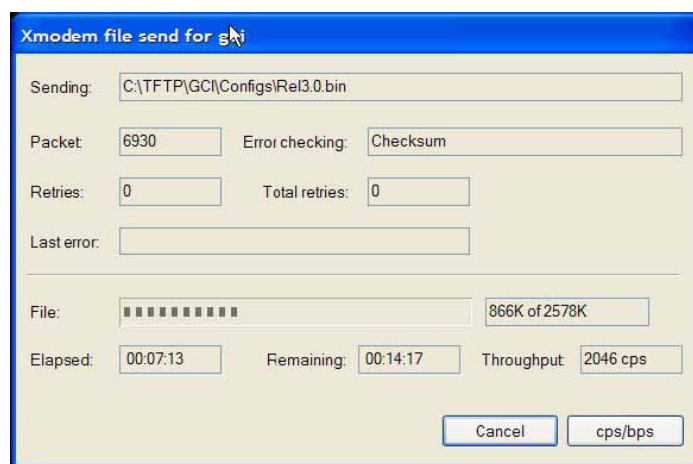 Xmodem file send for gci
Sending: C:\TFTP\GCI\Configs\Rel3.0.bin
Packet: 6930 Error checking: Checksum
Retries: 0 Total retries: 0
Last error:
File: 866K of 2578K
Elapsed: 00:07:13 Remaining: 00:14:17 Throughput: 2046 cps
Cancel cps/bps